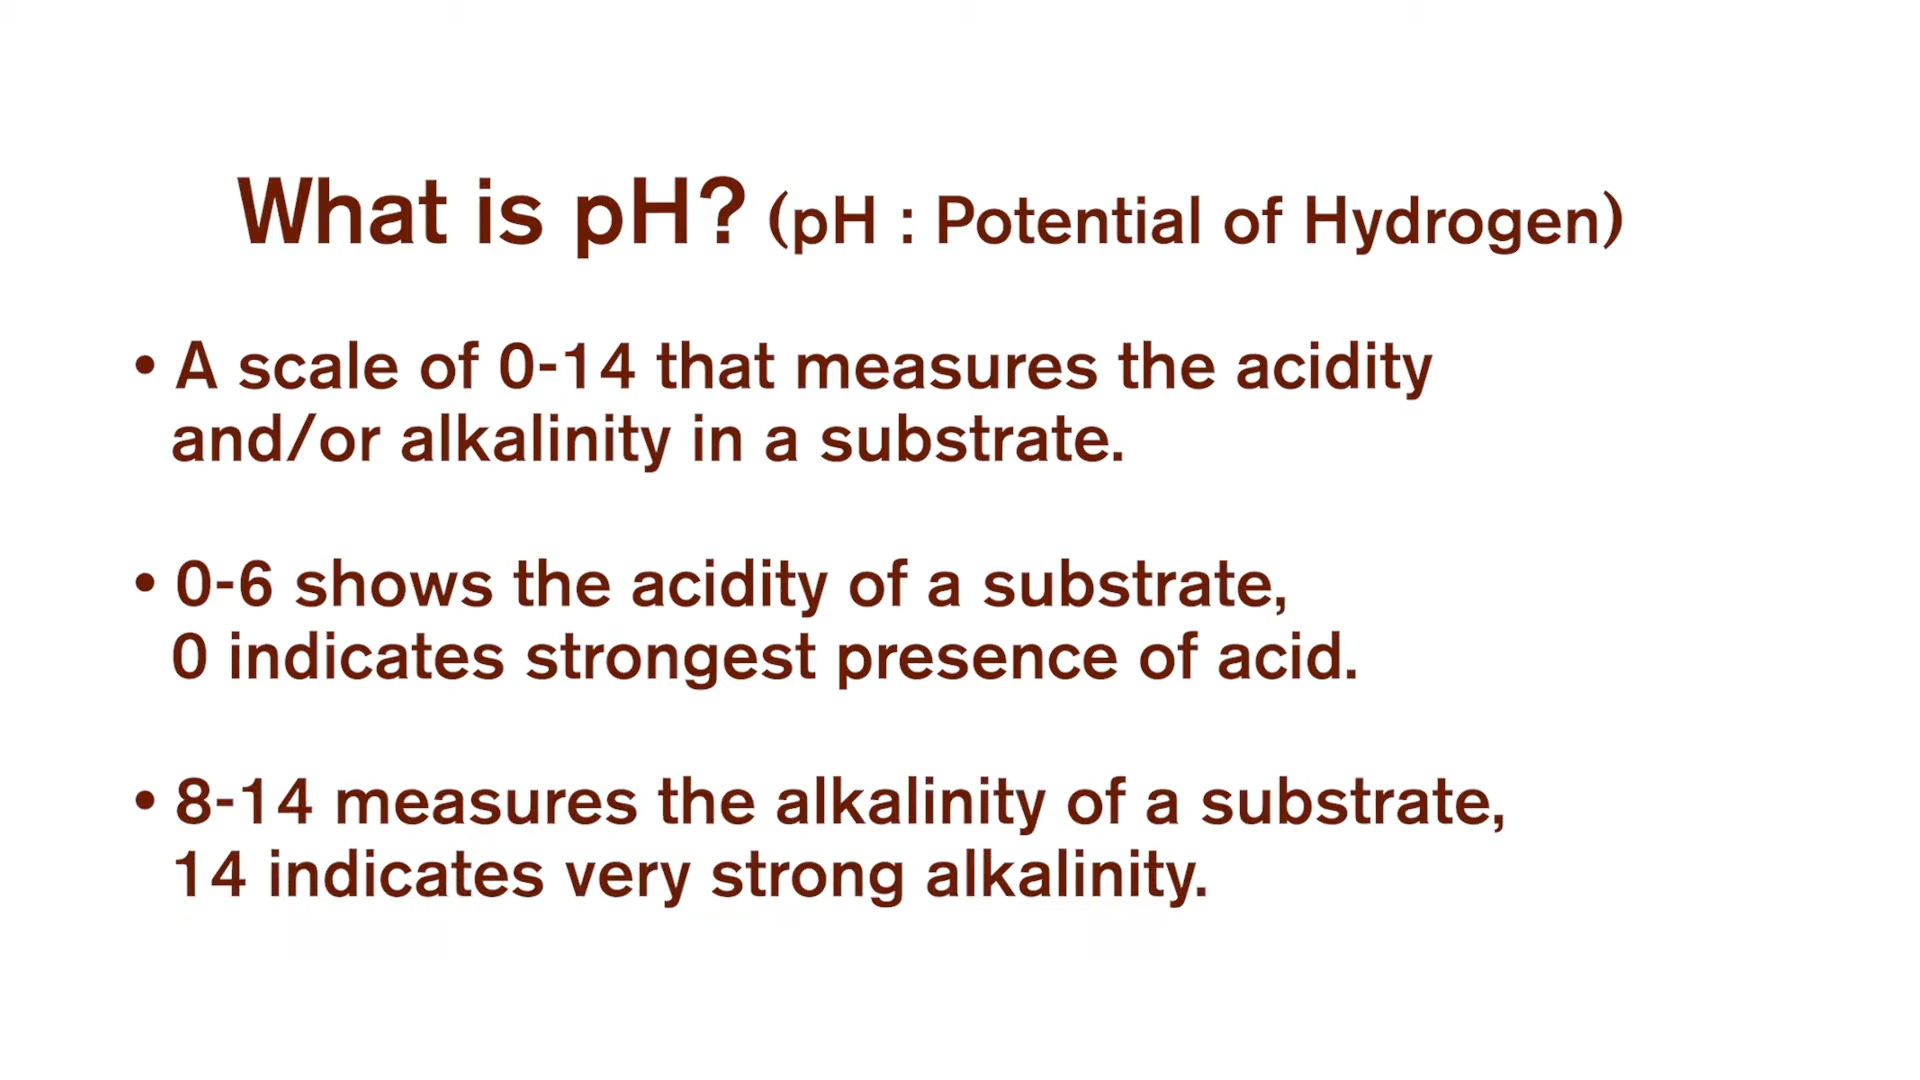 What is pH? (pH : Potential of Hydrogen)
• A scale of 0-14 that measures the acidity
and/or alkalinity in a substrate.
• 0-6 shows the acidity of a substrate,
0 indicates strongest presence of acid.
• 8-14 measures the alkalinity of a substrate,
14 indicates very strong alkalinity.